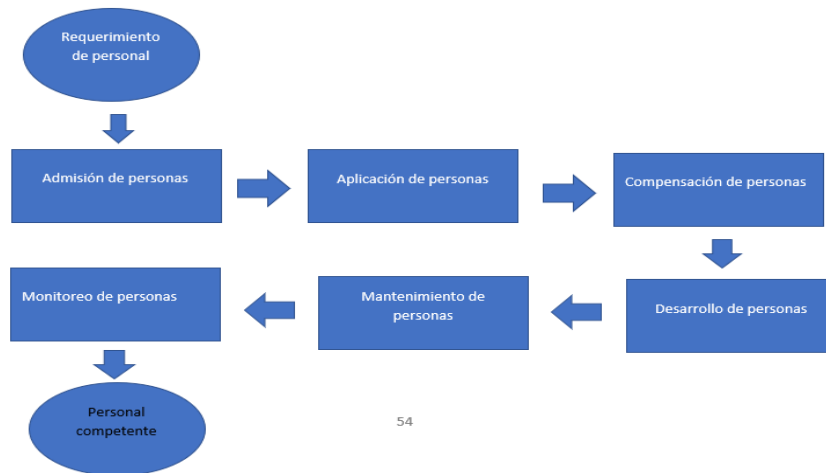 Requerimiento
de personal
Admisión de personas
Aplicación de personas
Compensación de personas
Desarrollo de personas
Mantenimiento de
personas
Monitoreo de personas
Personal
competente
54